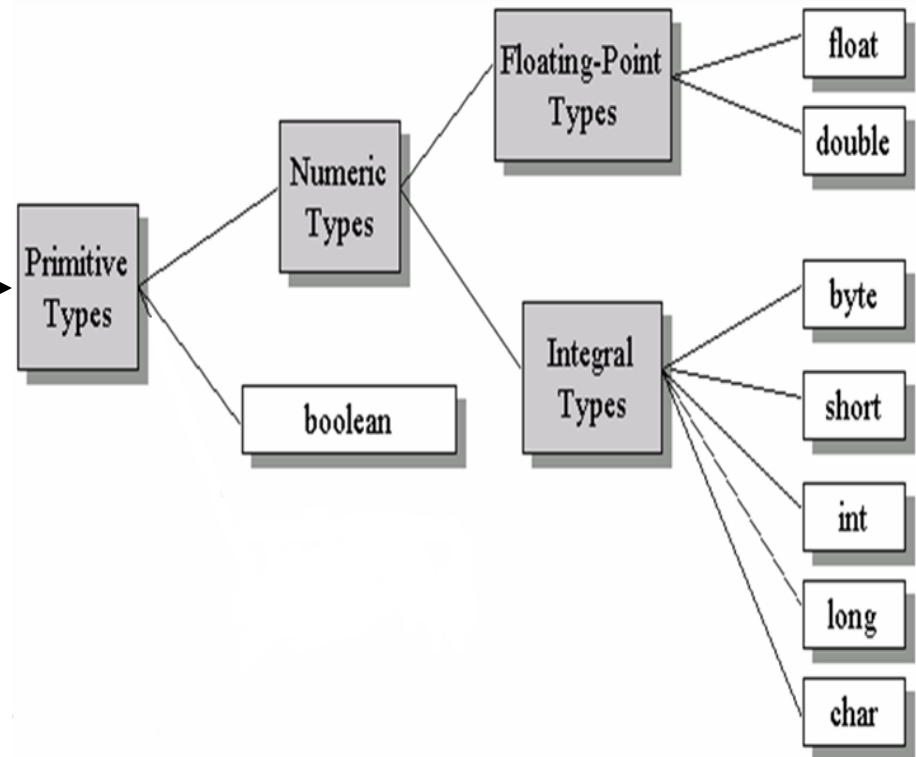 Primitive
Types
Numeric
Types
boolean
Floating-Point
Types
Integral
Types
float
double
byte
short
int
long
char